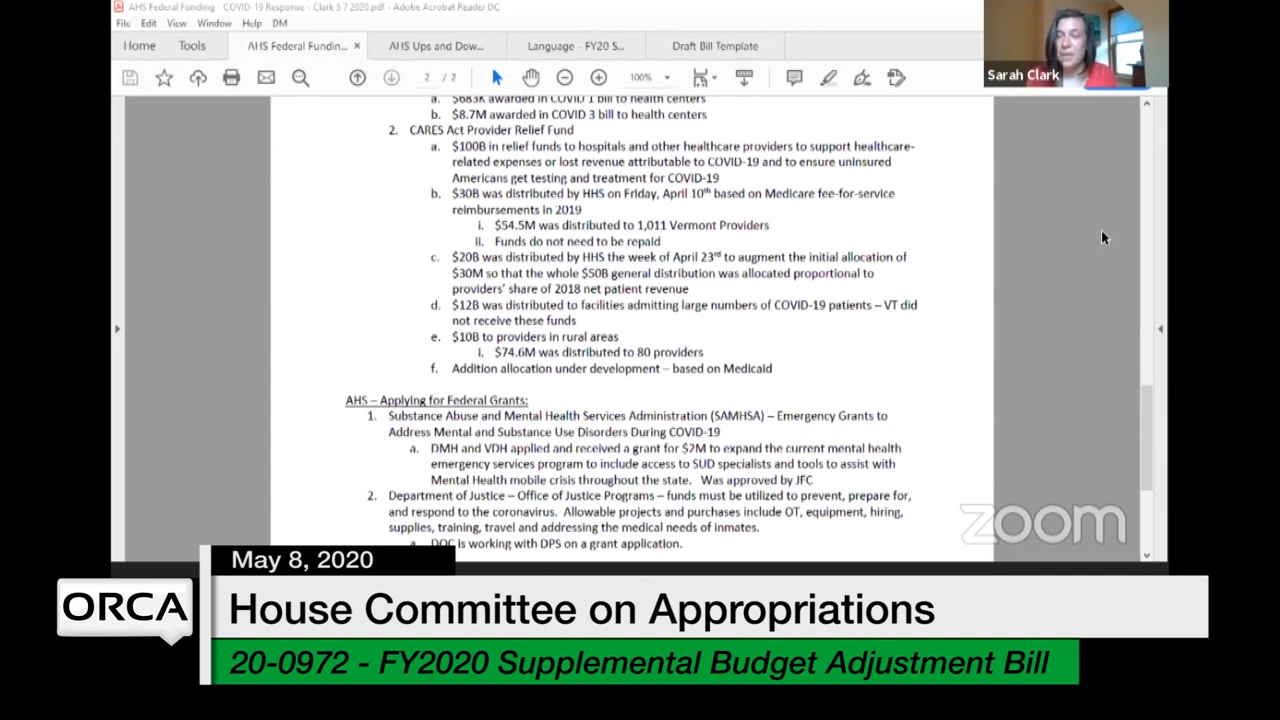 AHS Federal Funding - COVID-19 Response - Clark 5 7 2020.pdf - Adobe Acrobat Reader DC
File Edit View Window Help DM
Home Tools AHS Federal Fundin... × AHS Ups and Dow... Language - FY20 S... Draft Bill Template
2 / 2 100%
Sarah Clark
a. $683K awarded in COVID 1 bill to health centers
b. $8.7M awarded in COVID 3 bill to health centers
2. CARES Act Provider Relief Fund
a. $100B in relief funds to hospitals and other healthcare providers to support healthcare-
related expenses or lost revenue attributable to COVID-19 and to ensure uninsured
Americans get testing and treatment for COVID-19
b. $30B was distributed by HHS on Friday, April 10th based on Medicare fee-for-service
reimbursements in 2019
i. $54.5M was distributed to 1,011 Vermont Providers
ii. Funds do not need to be repaid
c. $20B was distributed by HHS the week of April 23rd to augment the initial allocation of
$30M so that the whole $50B general distribution was allocated proportional to
providers' share of 2018 net patient revenue
d. $12B was distributed to facilities admitting large numbers of COVID-19 patients – VT did
not receive these funds
e. $10B to providers in rural areas
i. $74.6M was distributed to 80 providers
f. Addition allocation under development – based on Medicaid
AHS – Applying for Federal Grants:
1. Substance Abuse and Mental Health Services Administration (SAMHSA) – Emergency Grants to
Address Mental and Substance Use Disorders During COVID-19
a. DMH and VDH applied and received a grant for $2M to expand the current mental health
emergency services program to include access to SUD specialists and tools to assist with
Mental Health mobile crisis throughout the state. Was approved by JFC
2. Department of Justice – Office of Justice Programs – funds must be utilized to prevent, prepare for,
and respond to the coronavirus. Allowable projects and purchases include OT, equipment, hiring,
supplies, training, travel and addressing the medical needs of inmates.
a. DOC is working with DPS on a grant application.
zoom
May 8, 2020
ORCA
House Committee on Appropriations
20-0972 - FY2020 Supplemental Budget Adjustment Bill